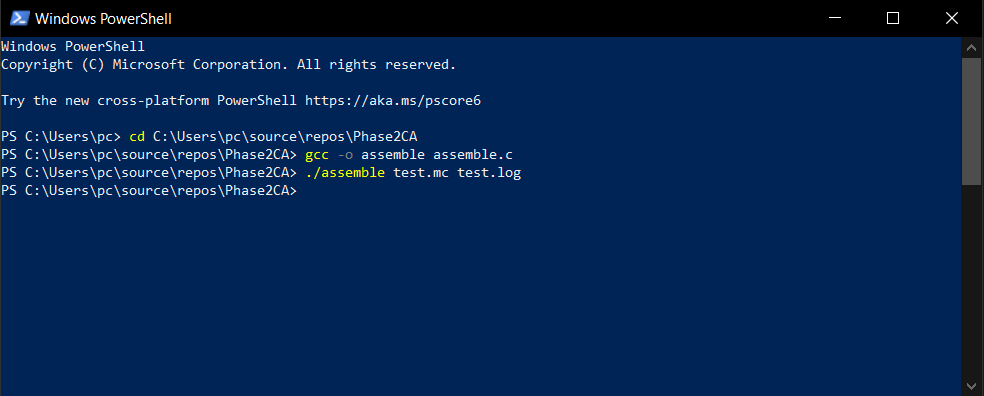 Windows PowerShell
Windows PowerShell
Copyright (C) Microsoft Corporation. All rights reserved.
Try the new cross-platform PowerShell https://aka.ms/pscore6
PS C:\Users\pc> cd C:\Users\pc\source\repos\Phase2CA
PS C:\Users\pc\source\repos\Phase2CA> gcc -o assemble assemble.c
PS C:\Users\pc\source\repos\Phase2CA> ./assemble test.mc test.log
PS C:\Users\pc\source\repos\Phase2CA>